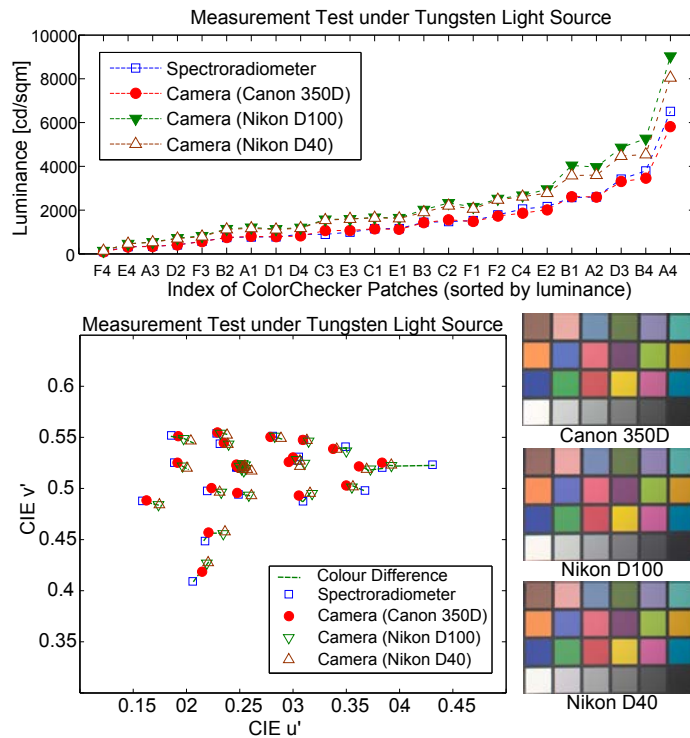 Measurement Test under Tungsten Light Source
10000
8000
6000
4000
2000
0
Luminance [cd/sqm]
Spectroradiometer
Camera (Canon 350D)
Camera (Nikon D100)
Camera (Nikon D40)
F4 E4 A3 D2 F3 B2 A1 D1 D4 C3 E3 C1 E1 B3 C2 F1 F2 C4 E2 B1 A2 D3 B4 A4
Index of ColorChecker Patches (sorted by luminance)
Measurement Test under Tungsten Light Source
0.6
0.55
0.5
0.45
0.4
0.35
CIE v'
Colour Difference
Spectroradiometer
Camera (Canon 350D)
Camera (Nikon D100)
Camera (Nikon D40)
0.15 02 0.25 03 0.35 04 0.45
CIE u'
Canon 350D
Nikon D100
Nikon D40